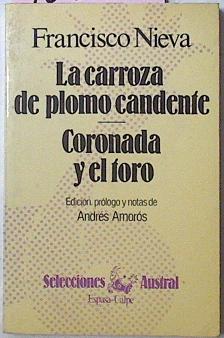 Francisco Nieva
La carroza
de plomo candente
Coronada
y el toro
Edición, prólogo y notas de
Andrés Amorós
Selecciones Austral
Espasa-Calpe